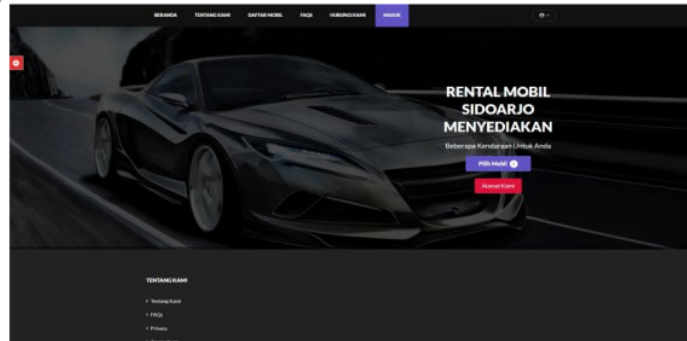 BERANDA TENTANG KAMI DAFTAR MOBIL FAQS HUBUNGI KAMI MASUK
RENTAL MOBIL
SIDOARJO
MENYEDIAKAN
Beberapa Kendaraan Untuk Anda
Pilih Mobil
Alamat Kami
TENTANG KAMI
Tentang Kami
FAQs
Privacy